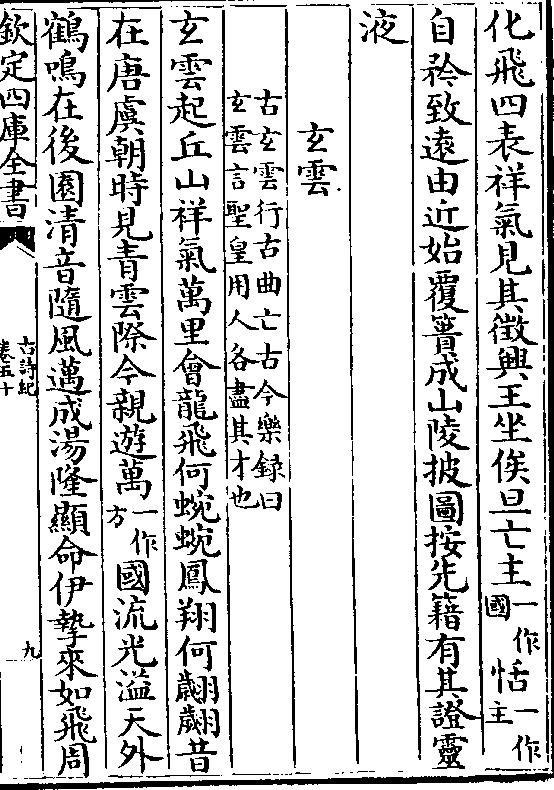 化飛四表祥氣見其徵興王坐俟旦亡主一作國恬一作主
自矜致遠由近始覆簣成山陵披圖按先籍有其證靈
液
玄雲
古玄雲行古曲亡古今樂録曰
玄雲言聖皇用人各盡其才也
玄雲起丘山祥氣萬里會龍飛何蜿蜿鳳翔何翽翽昔
在唐虞朝時見青雲際今親遊萬一作方國流光溢天外
鶴鳴在後園清音隨風邁成湯隆顯命伊摯來如飛周
欽定四庫全書
古詩紀
卷五十
九